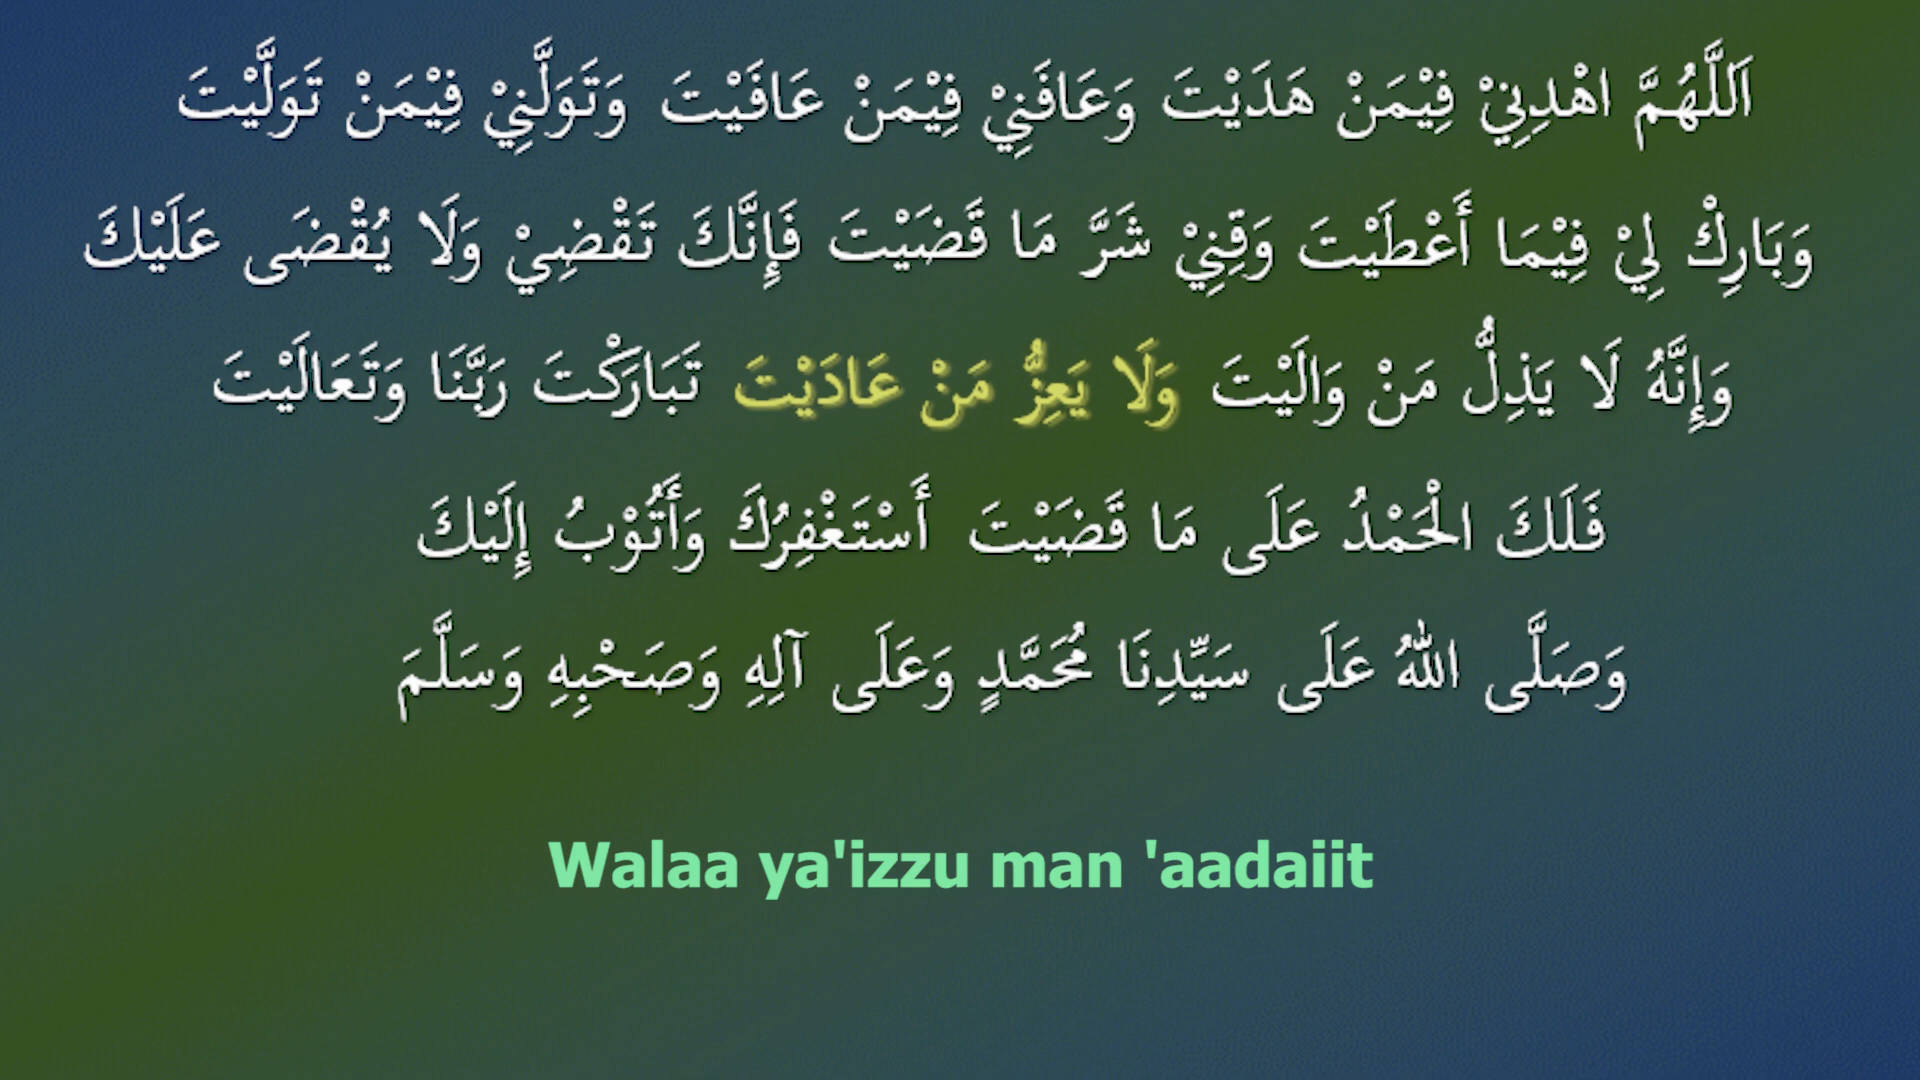 اَللَّهُمَّ اهْدِنِيْ فِيْمَنْ هَدَيْتَ وَعَافَنِيْ فِيْمَنْ عَافَيْتَ وَتَوَلَّنِيْ فِيْمَنْ تَوَلَّيْتَ
وَبَارِكْ لِيْ فِيْمَا أَعْطَيْتَ وَقِنِيْ شَرَّ مَا قَضَيْتَ فَإِنَّكَ تَقْضِيْ وَلَا يُقْضَى عَلَيْكَ
وَإِنَّهُ لَا يَذِلُّ مَنْ وَالَيْتَ وَلَا يَعِزُّ مَنْ عَادَيْتَ تَبَارَكْتَ رَبَّنَا وَتَعَالَيْتَ
فَلَكَ الْحَمْدُ عَلَى مَا قَضَيْتَ أَسْتَغْفِرُكَ وَأَتُوْبُ إِلَيْكَ
وَصَلَّى اللهُ عَلَى سَيِّدِنَا مُحَمَّدٍ وَعَلَى آلِهِ وَصَحْبِهِ وَسَلَّمَ
Walaa ya'izzu man 'aadaiit